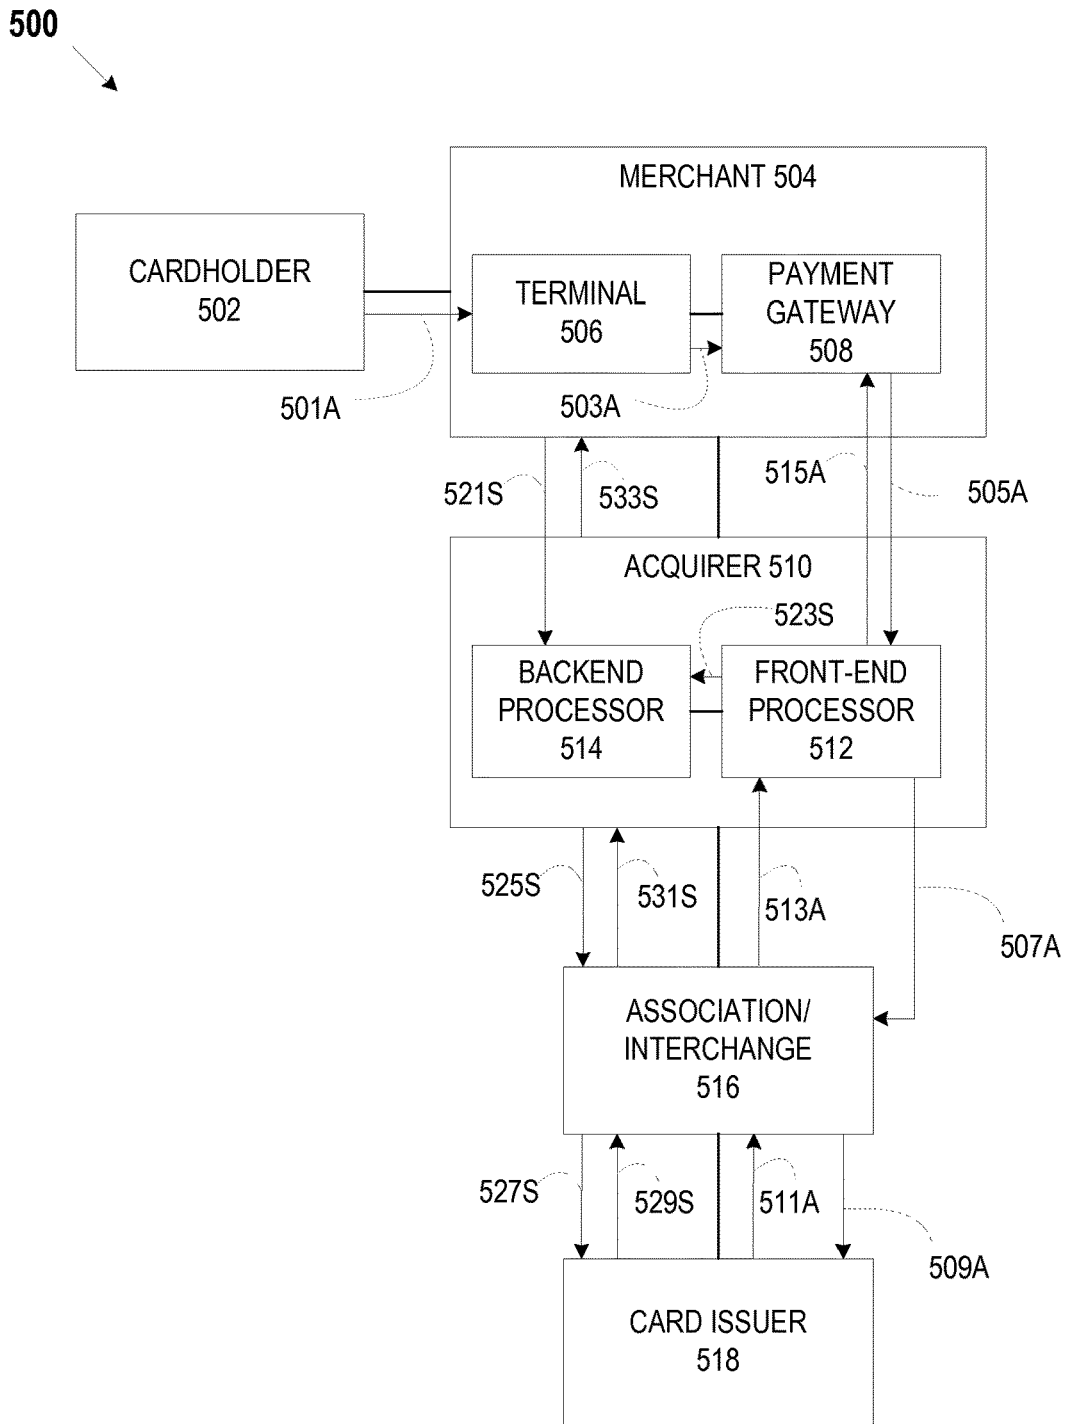 500
MERCHANT 504
CARDHOLDER
502
TERMINAL
506
PAYMENT
GATEWAY
508
501A
503A
521S
533S
515A
505A
ACQUIRER 510
523S
BACKEND
PROCESSOR
514
FRONT-END
PROCESSOR
512
525S
531S
513A
507A
ASSOCIATION/
INTERCHANGE
516
527S
529S
511A
509A
CARD ISSUER
518